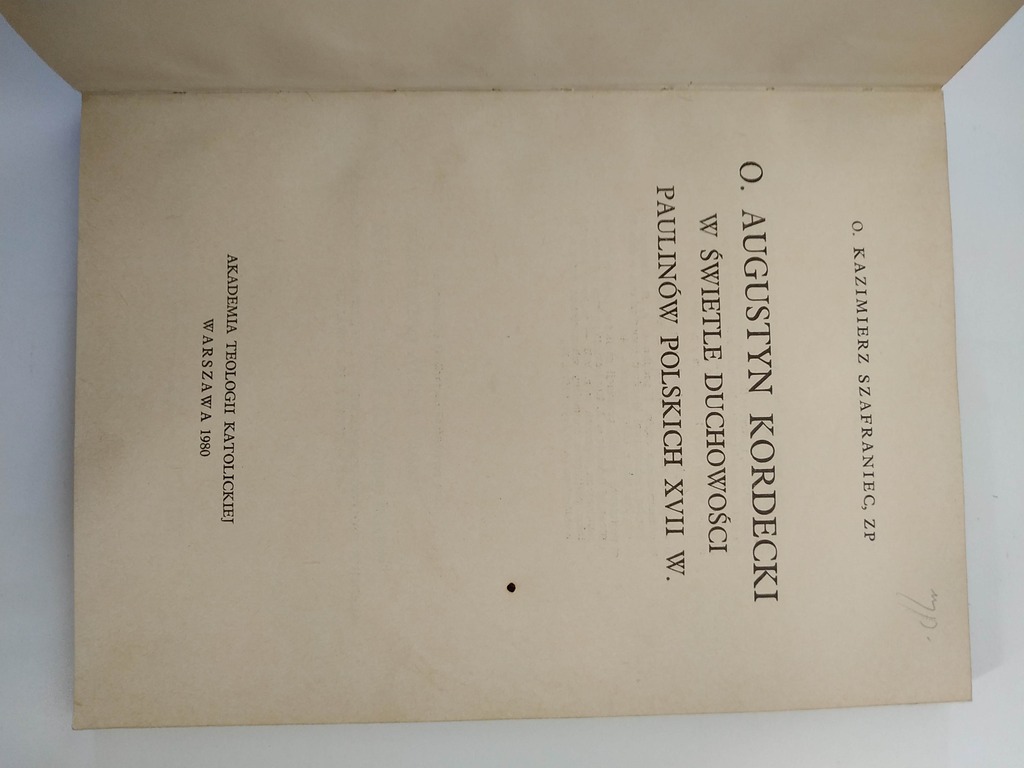 O. KAZIMIERZ SZAFRANIEC, ZP
O. AUGUSTYN KORDECKI
W ŚWIETLE DUCHOWOŚCI
PAULINÓW POLSKICH XVII W.
AKADEMIA TEOLOGII KATOLICKIEJ
WARSZAWA 1980